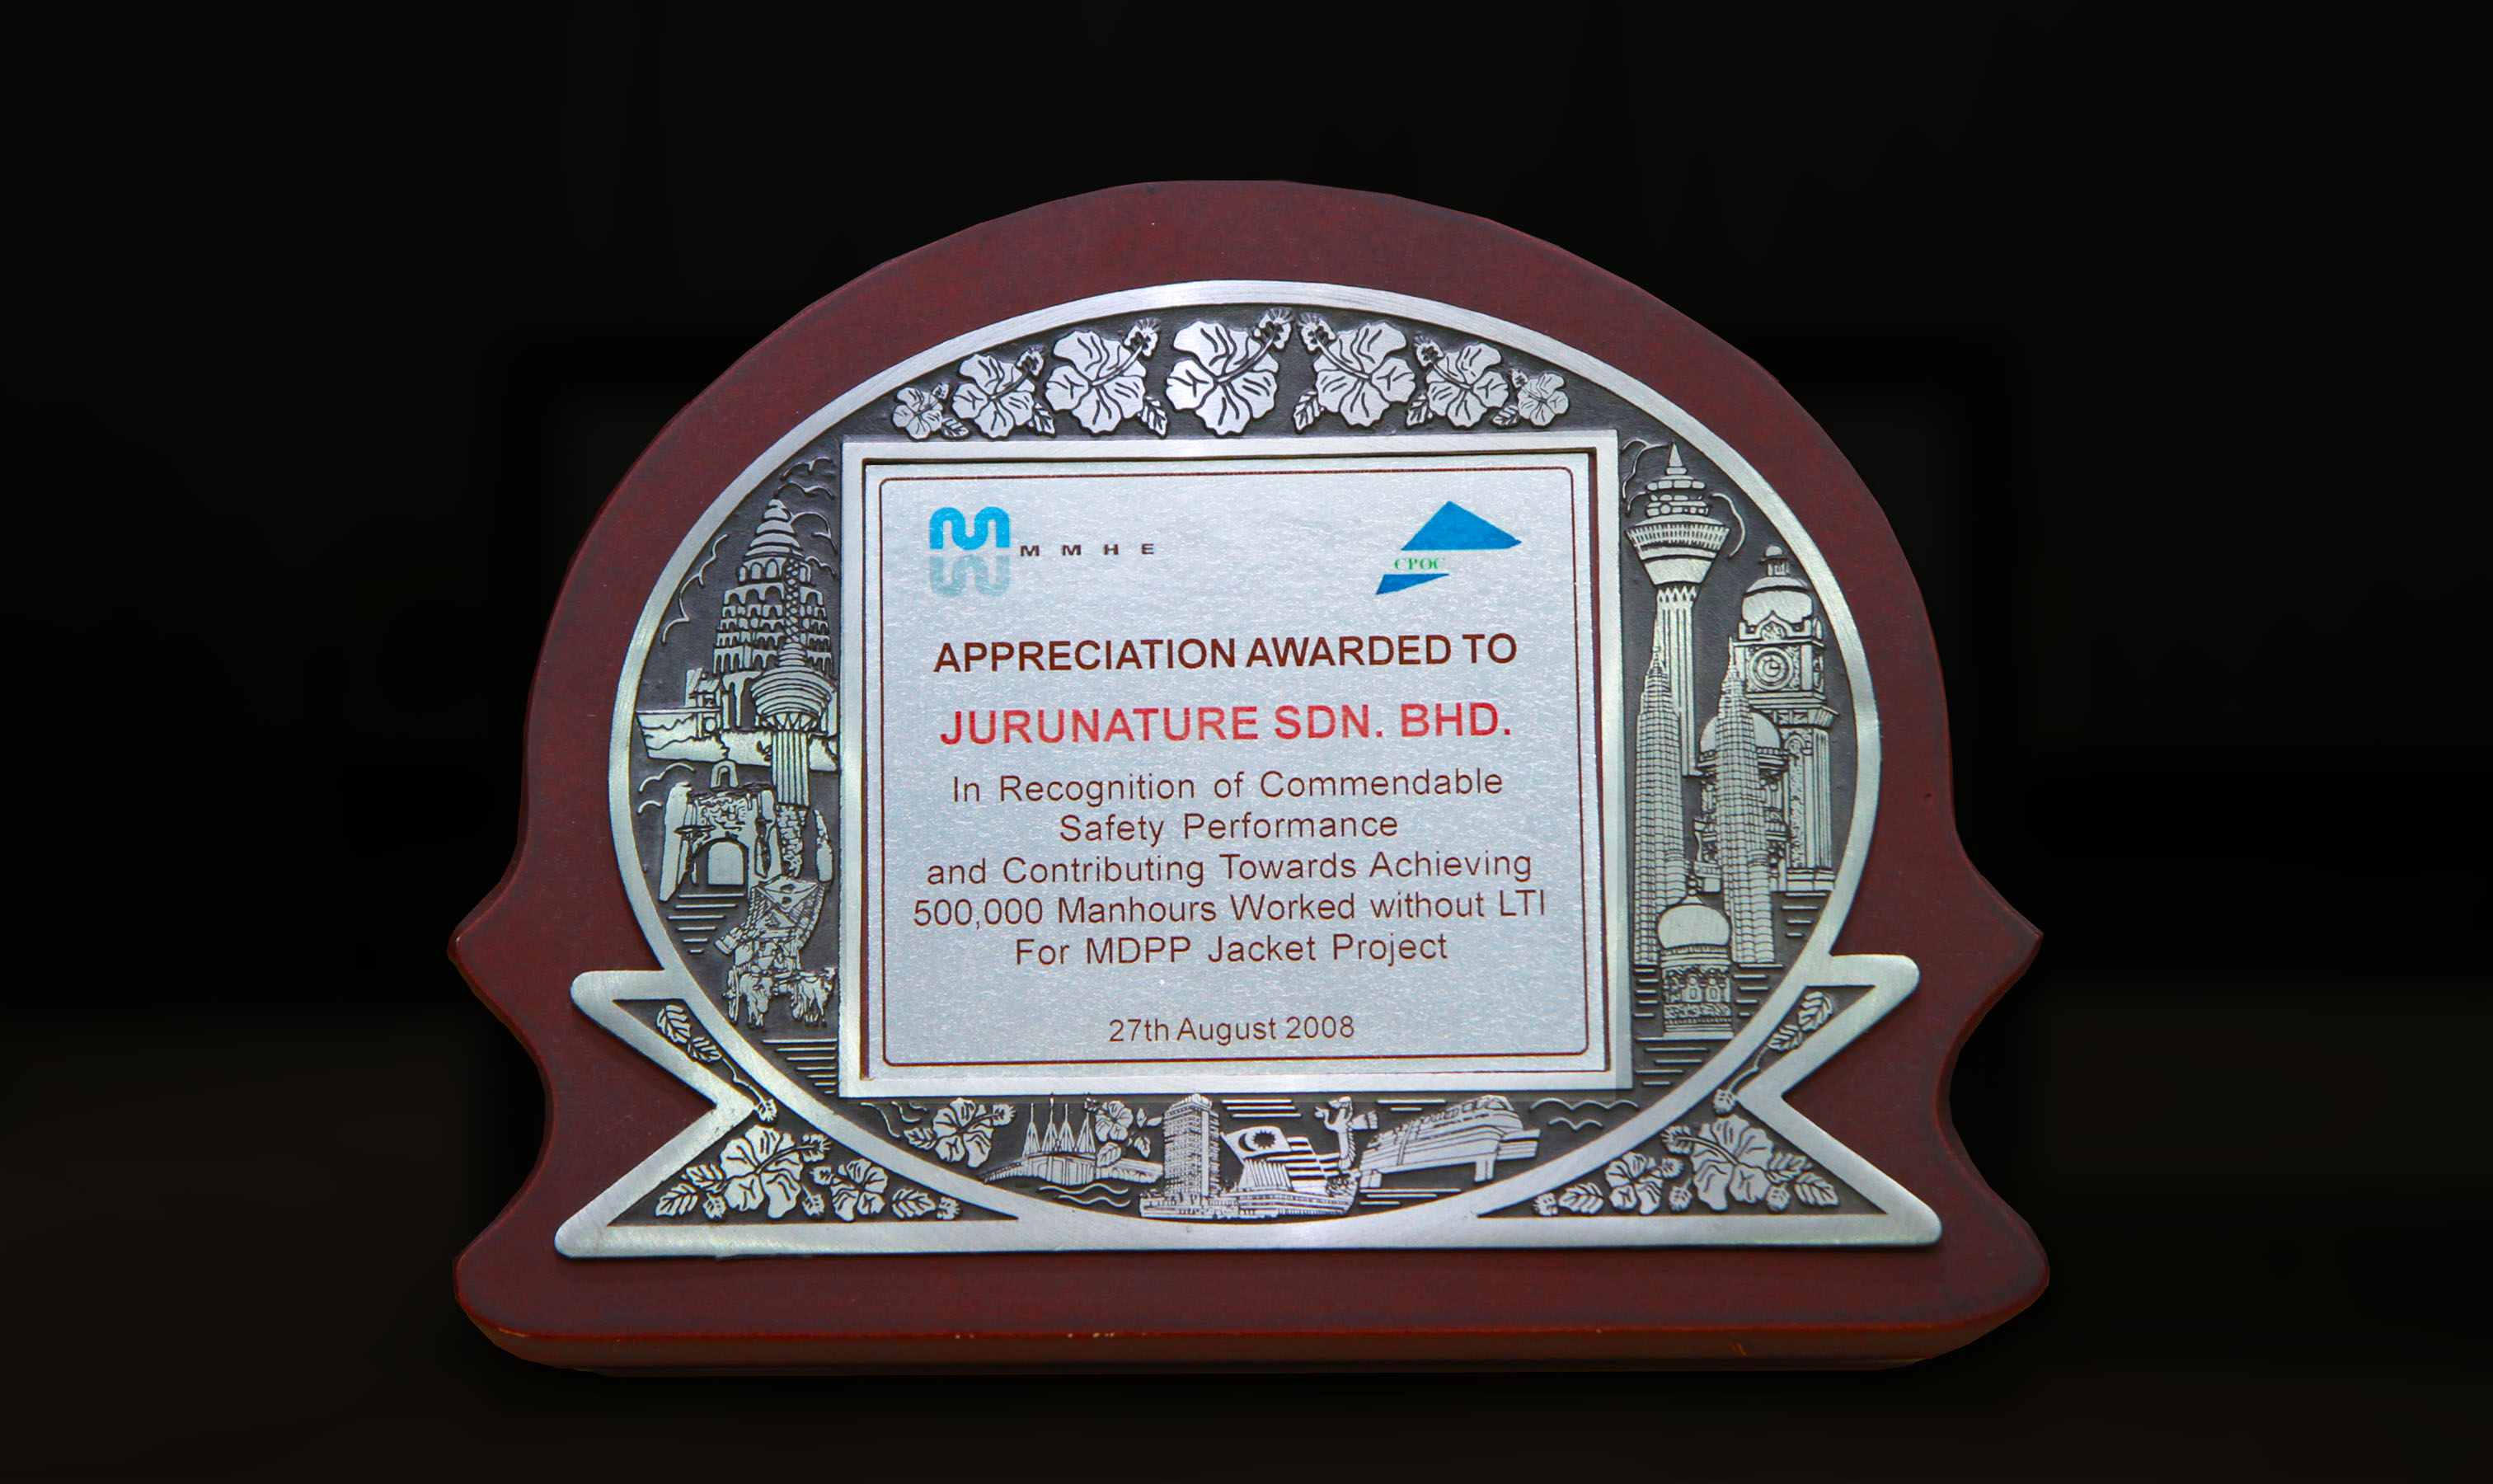 M M H E
CPOC
APPRECIATION AWARDED TO
JURUNATURE SDN. BHD.
In Recognition of Commendable
Safety Performance
and Contributing Towards Achieving
500,000 Manhours Worked without LTI
For MDPP Jacket Project
27th August 2008